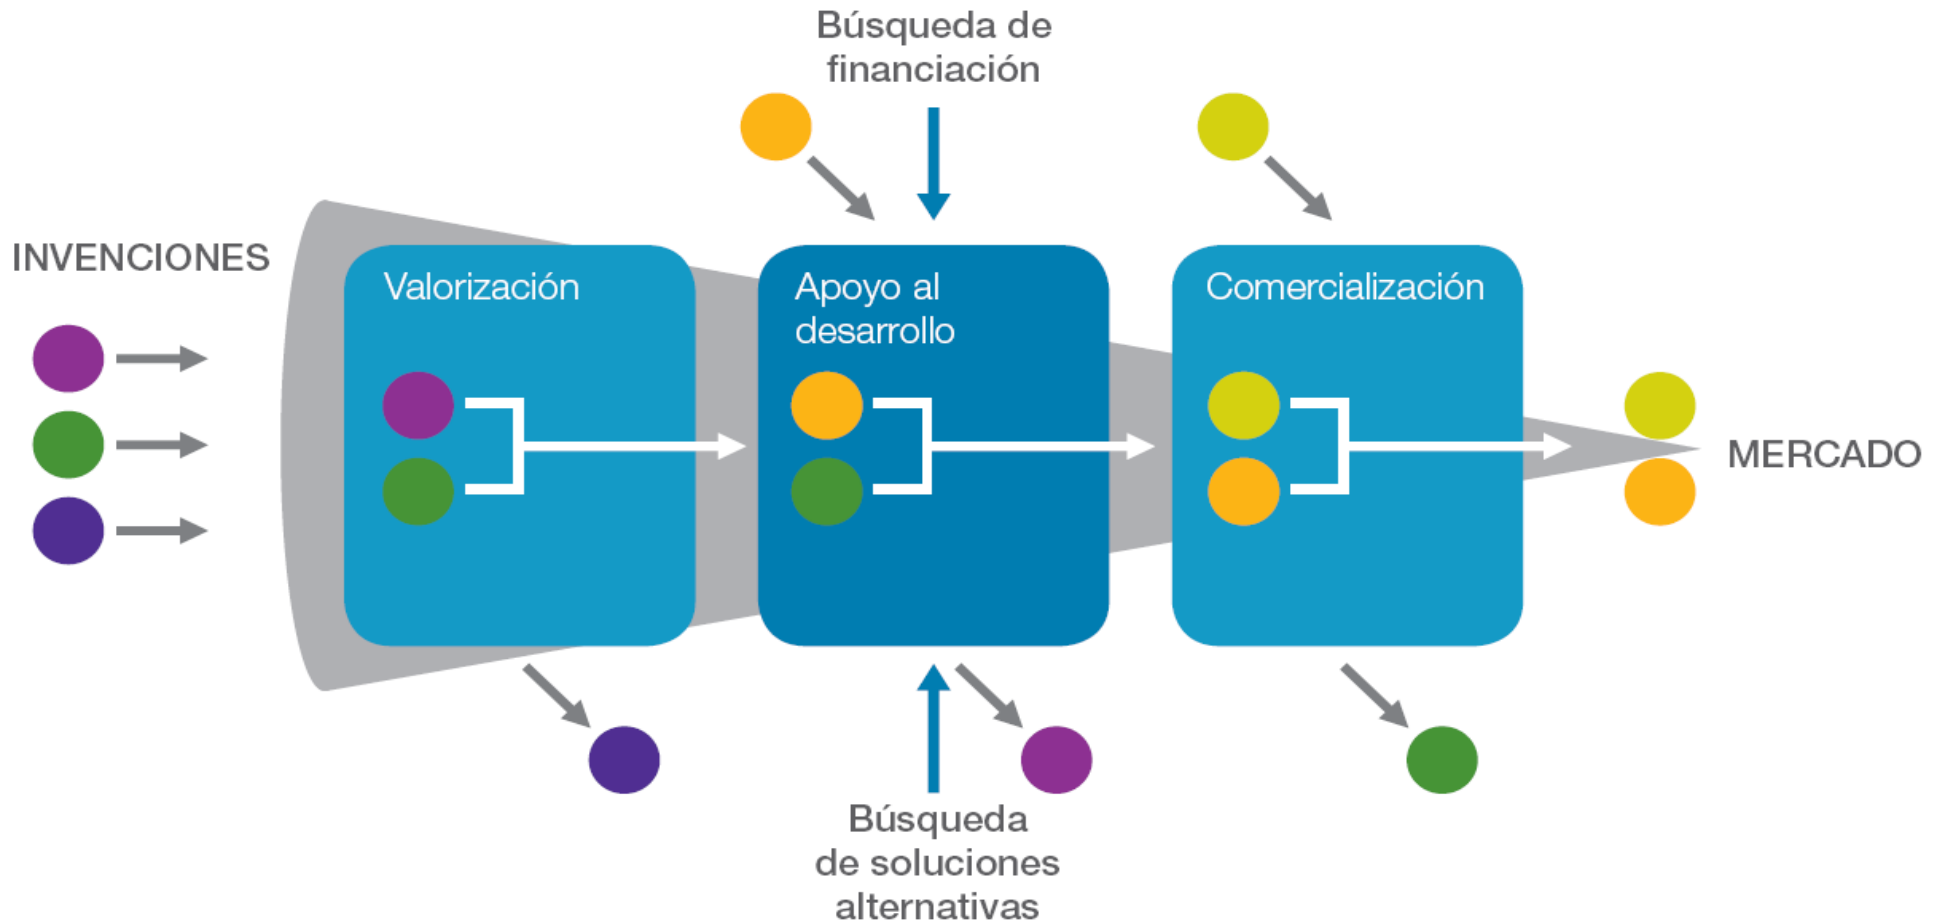 Búsqueda de
financiación
INVENCIONES
Valorización
Apoyo al
desarrollo
Comercialización
MERCADO
Búsqueda
de soluciones
alternativas